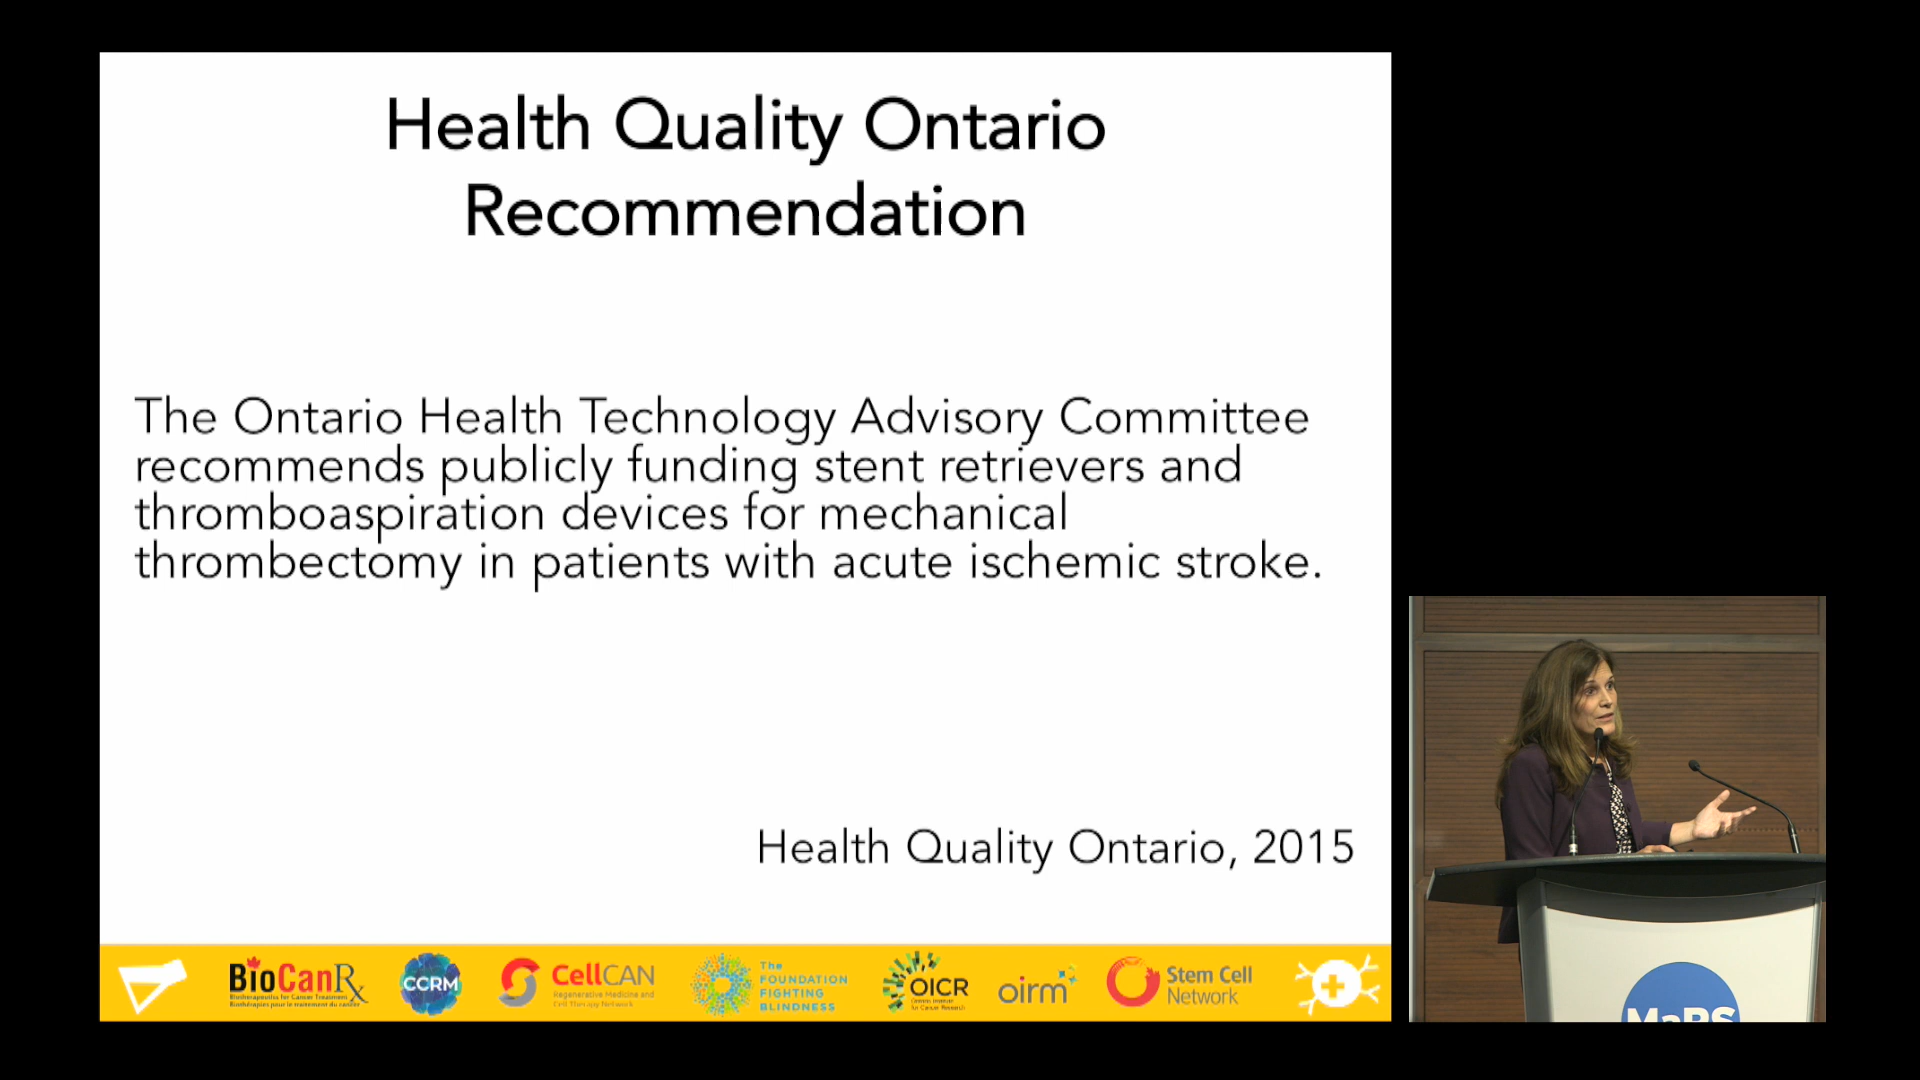 Health Quality Ontario
Recommendation
The Ontario Health Technology Advisory Committee
recommends publicly funding stent retrievers and
thromboaspiration devices for mechanical
thrombectomy in patients with acute ischemic stroke.
Health Quality Ontario, 2015
BioCanRx
Biotherapeutics for Cancer Treatment
Biothérapies pour le traitement du cancer
CCRM
CellCAN
Regenerative Medicine and
Cell Therapy Network
The
FOUNDATION
FIGHTING
BLINDNESS
OICR
Ontario Institute
for Cancer Research
oirm
Stem Cell
Network
MaRS